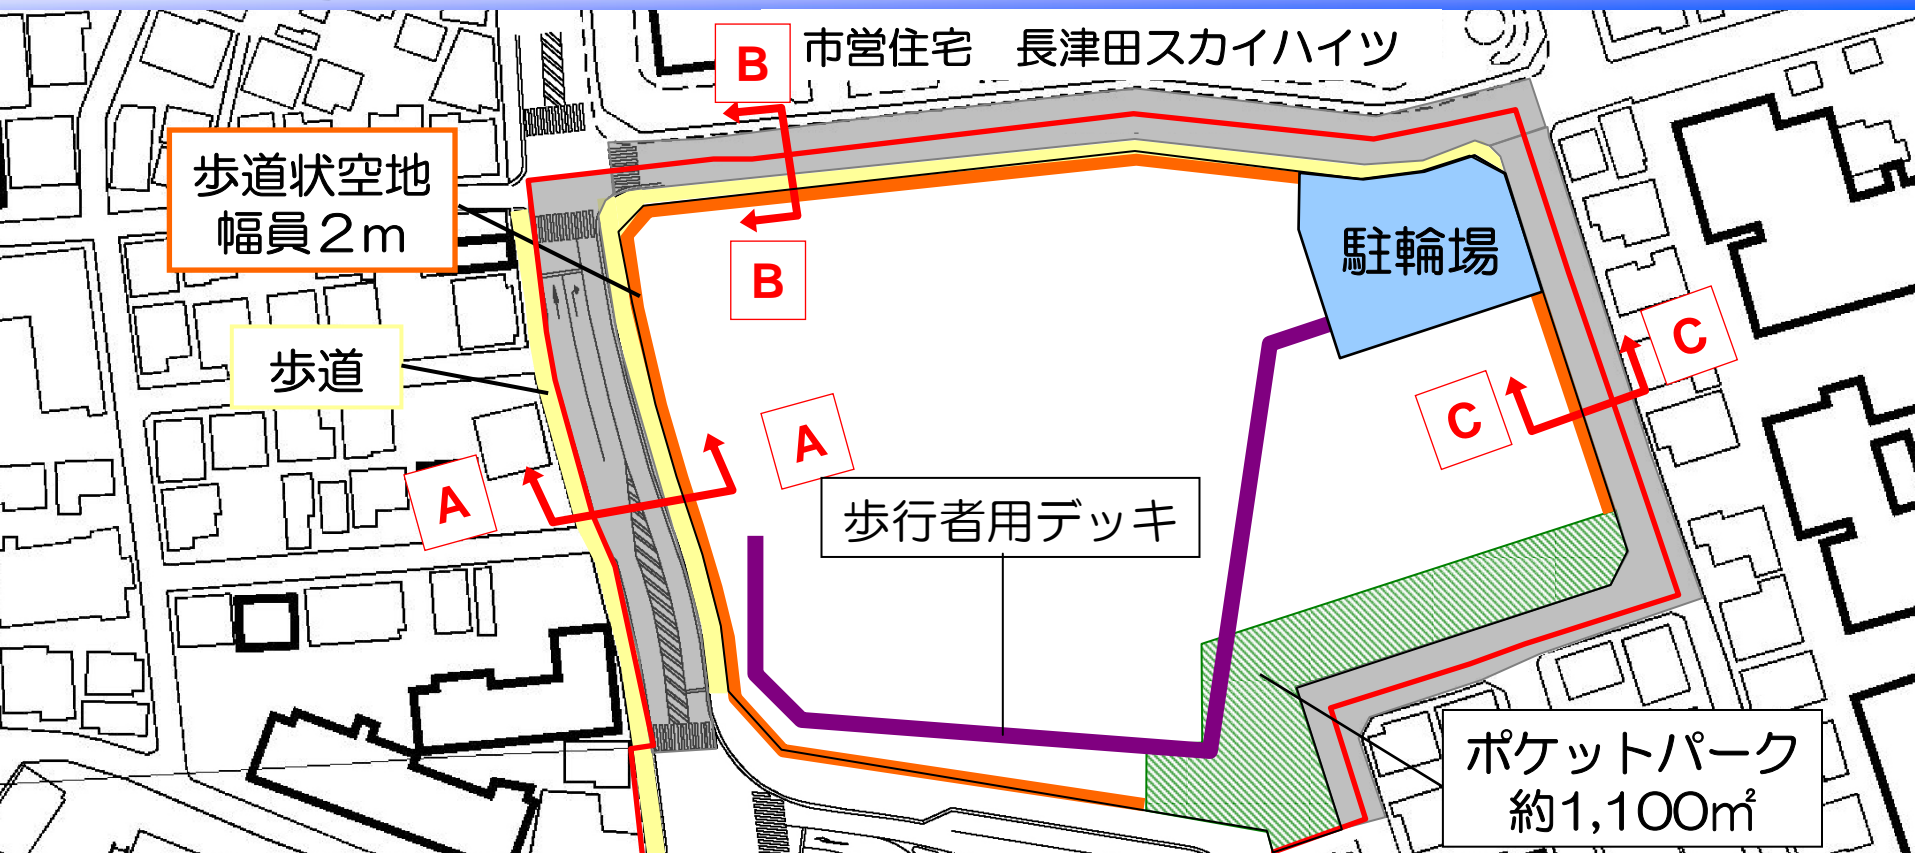 B
市営住宅　長津田スカイハイツ
歩道状空地
幅員2m
B
駐輪場
歩道
C
C
A
A
歩行者用デッキ
ポケットパーク
約1,100㎡